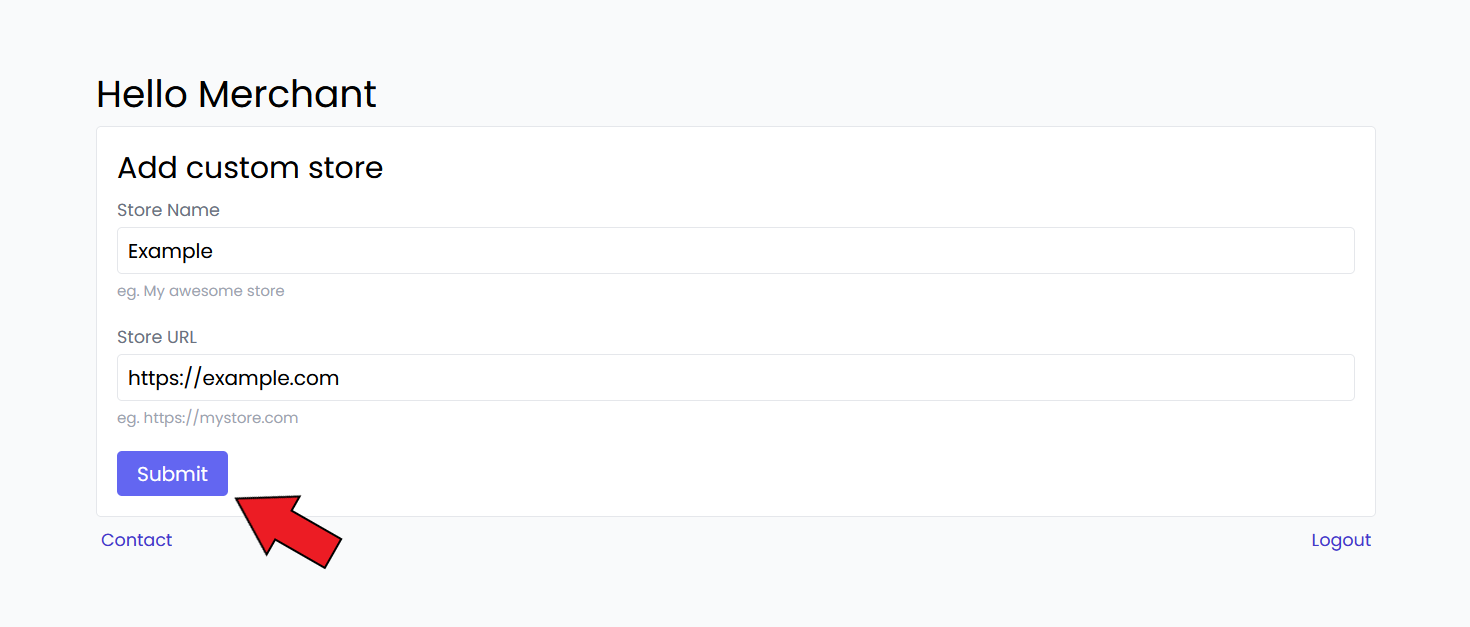 Hello Merchant
Add custom store
Store Name
Example
eg. My awesome store
Store URL
https://example.com
eg. https://mystore.com
Submit
Contact
Logout